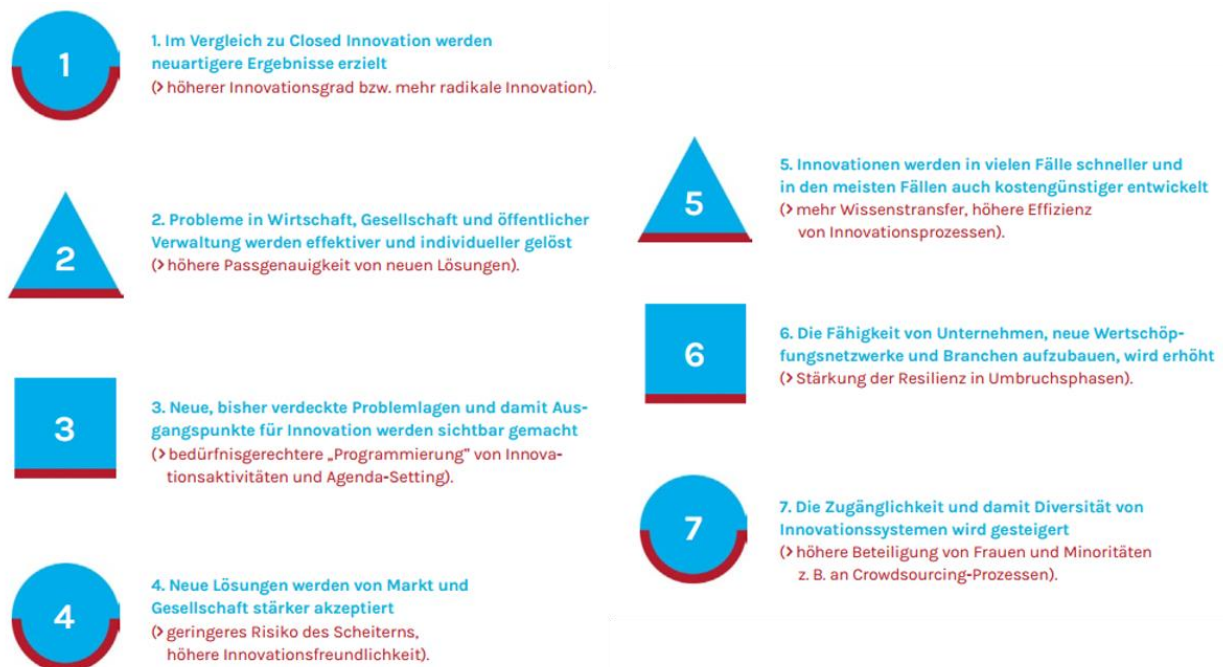 1
1. Im Vergleich zu Closed Innovation werden
neuartigere Ergebnisse erzielt
(> höherer Innovationsgrad bzw. mehr radikale Innovation).
2
2. Probleme in Wirtschaft, Gesellschaft und öffentlicher
Verwaltung werden effektiver und individueller gelöst
(> höhere Passgenauigkeit von neuen Lösungen).
3
3. Neue, bisher verdeckte Problemlagen und damit Aus-
gangspunkte für Innovation werden sichtbar gemacht
(> bedürfnisgerechtere „Programmierung” von Innova-
tionsaktivitäten und Agenda-Setting).
4
4. Neue Lösungen werden von Markt und
Gesellschaft stärker akzeptiert
(> geringeres Risiko des Scheiterns,
höhere Innovationsfreundlichkeit).
5
5. Innovationen werden in vielen Fälle schneller und
in den meisten Fällen auch kostengünstiger entwickelt
(> mehr Wissenstransfer, höhere Effizienz
von Innovationsprozessen).
6
6. Die Fähigkeit von Unternehmen, neue Wertschöp-
fungsnetzwerke und Branchen aufzubauen, wird erhöht
(> Stärkung der Resilienz in Umbruchsphasen).
7
7. Die Zugänglichkeit und damit Diversität von
Innovationssystemen wird gesteigert
(> höhere Beteiligung von Frauen und Minoritäten
z. B. an Crowdsourcing-Prozessen).